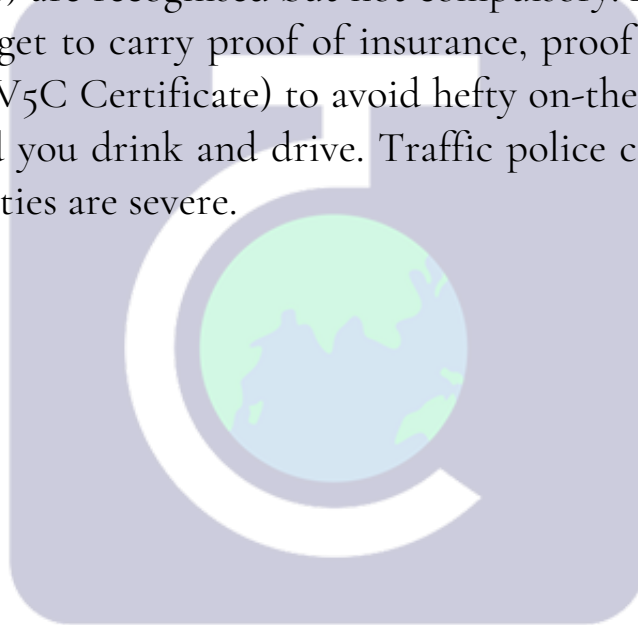 ) are recognised but not compulsory.
get to carry proof of insurance, proof
V5C Certificate) to avoid hefty on-the
d you drink and drive. Traffic police c
ties are severe.